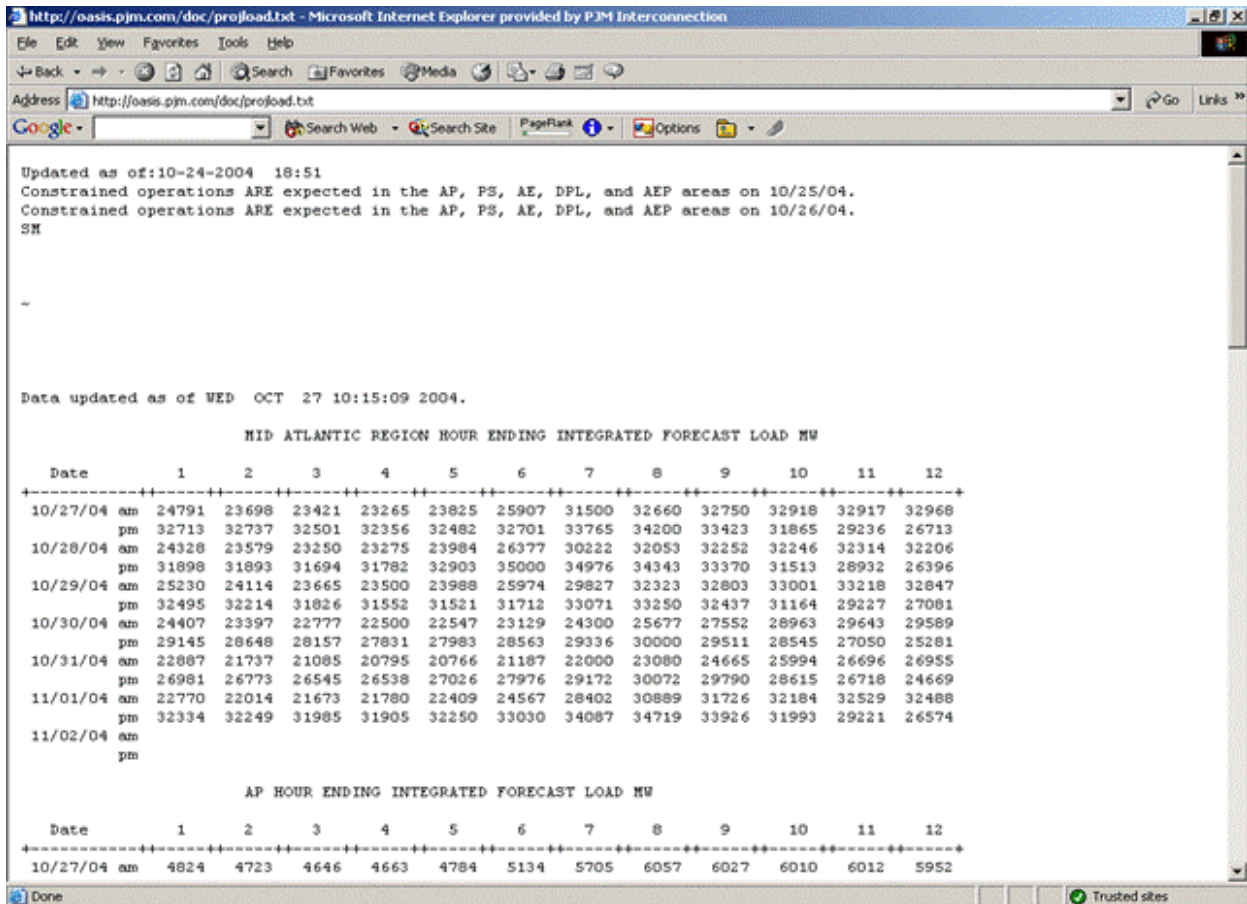 http://oasis.pjm.com/doc/projload.txt - Microsoft Internet Explorer provided by PJM Interconnection
File Edit View Favorites Tools Help
Back Search Favorites Media
Address http://oasis.pjm.com/doc/projload.txt Go Links »
Google Search Web Search Site PageRank Options
Updated as of:10-24-2004 18:51
Constrained operations ARE expected in the AP, PS, AE, DPL, and AEP areas on 10/25/04.
Constrained operations ARE expected in the AP, PS, AE, DPL, and AEP areas on 10/26/04.
SM
~
Data updated as of WED OCT 27 10:15:09 2004.
MID ATLANTIC REGION HOUR ENDING INTEGRATED FORECAST LOAD MW
Date 1 2 3 4 5 6 7 8 9 10 11 12
+-----------++-----++-----++-----++-----++-----++-----++-----++-----++-----++-----++-----++-----+
10/27/04 am 24791 23698 23421 23265 23825 25907 31500 32660 32750 32918 32917 32968
pm 32713 32737 32501 32356 32482 32701 33765 34200 33423 31865 29236 26713
10/28/04 am 24328 23579 23250 23275 23984 26377 30222 32053 32252 32246 32314 32206
pm 31898 31893 31694 31782 32903 35000 34976 34343 33370 31513 28932 26396
10/29/04 am 25230 24114 23665 23500 23988 25974 29827 32323 32803 33001 33218 32847
pm 32495 32214 31826 31552 31521 31712 33071 33250 32437 31164 29227 27081
10/30/04 am 24407 23397 22777 22500 22547 23129 24300 25677 27552 28963 29643 29589
pm 29145 28648 28157 27831 27983 28563 29336 30000 29511 28545 27050 25281
10/31/04 am 22887 21737 21085 20795 20766 21187 22000 23080 24665 25994 26696 26955
pm 26981 26773 26545 26538 27026 27976 29172 30072 29790 28615 26718 24669
11/01/04 am 22770 22014 21673 21780 22409 24567 28402 30889 31726 32184 32529 32488
pm 32334 32249 31985 31905 32250 33030 34087 34719 33926 31993 29221 26574
11/02/04 am
pm
AP HOUR ENDING INTEGRATED FORECAST LOAD MW
Date 1 2 3 4 5 6 7 8 9 10 11 12
+-----------++-----++-----++-----++-----++-----++-----++-----++-----++-----++-----++-----++-----+
10/27/04 am 4824 4723 4646 4663 4784 5134 5705 6057 6027 6010 6012 5952
Done Trusted sites